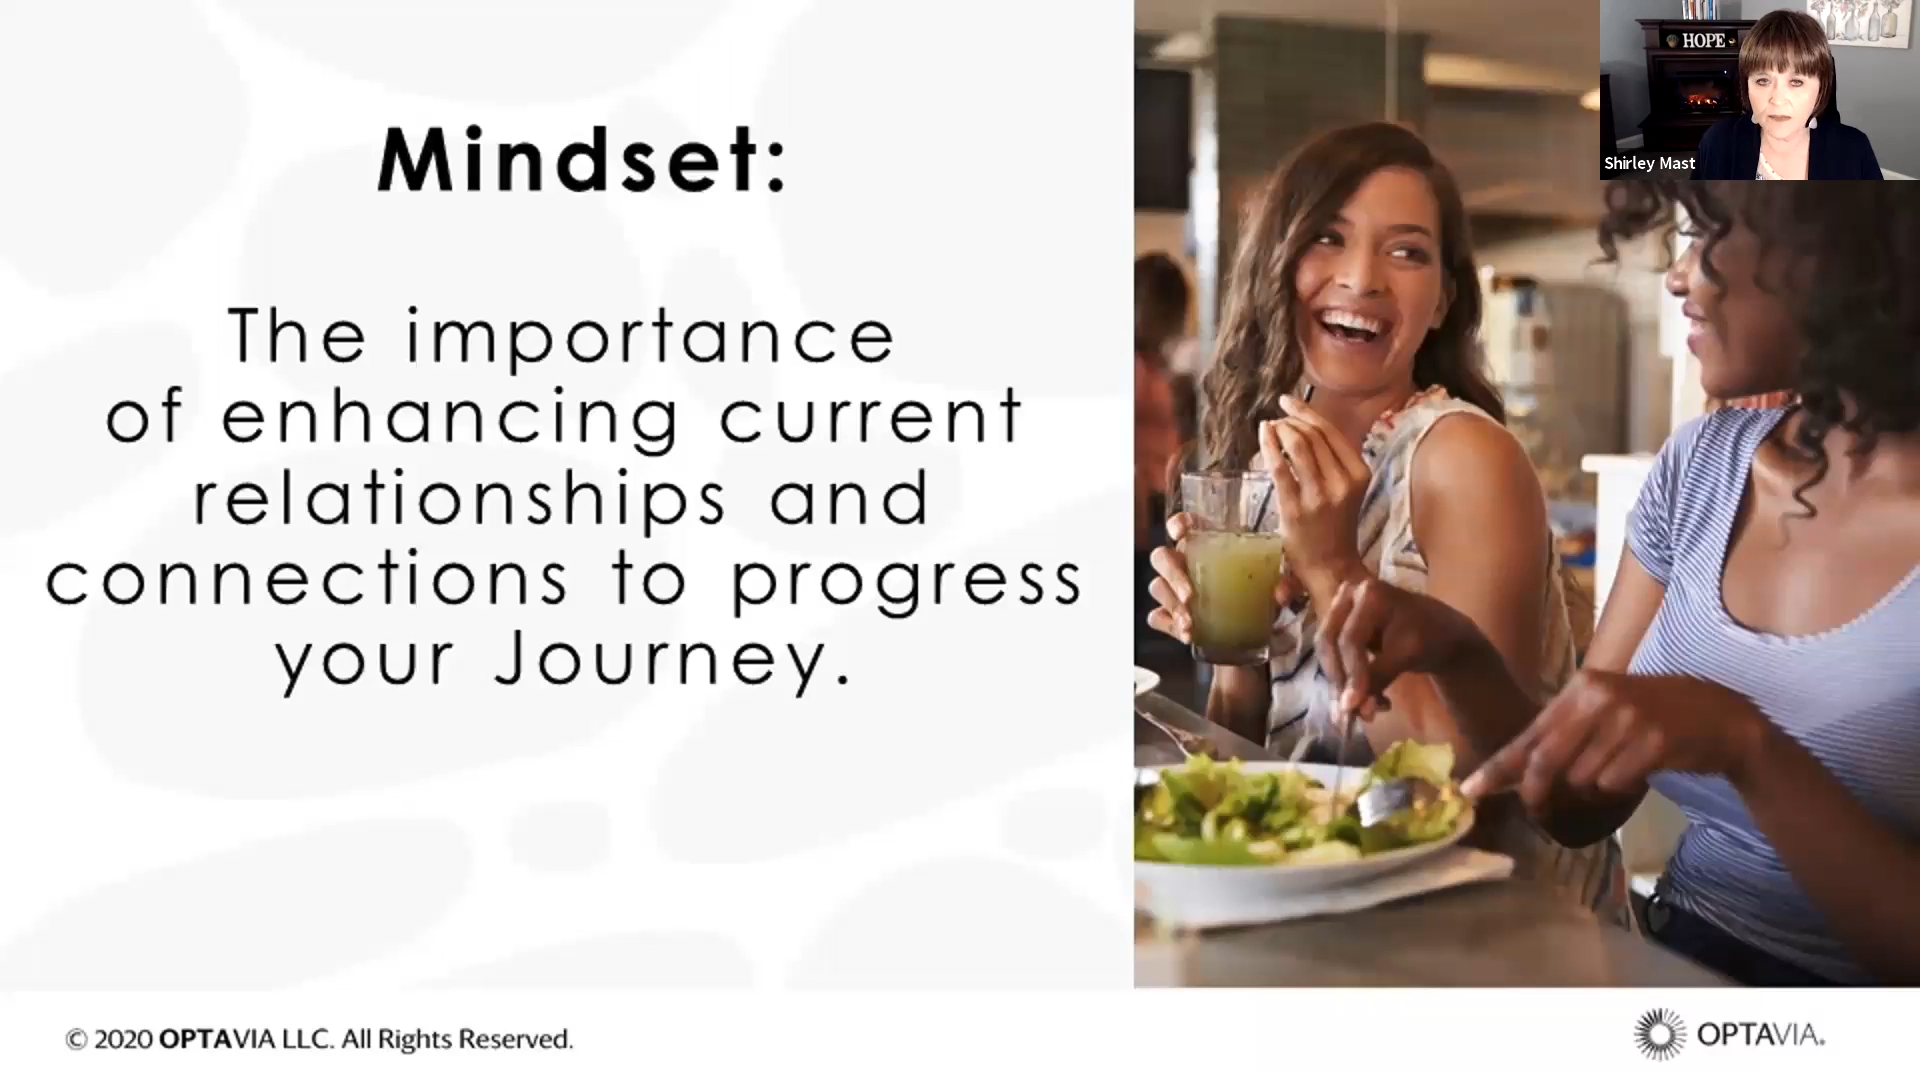 Mindset:
The importance
of enhancing current
relationships and
connections to progress
your Journey.
HOPE
Shirley Mast
© 2020 OPTAVIA LLC. All Rights Reserved.
OPTAVIA®